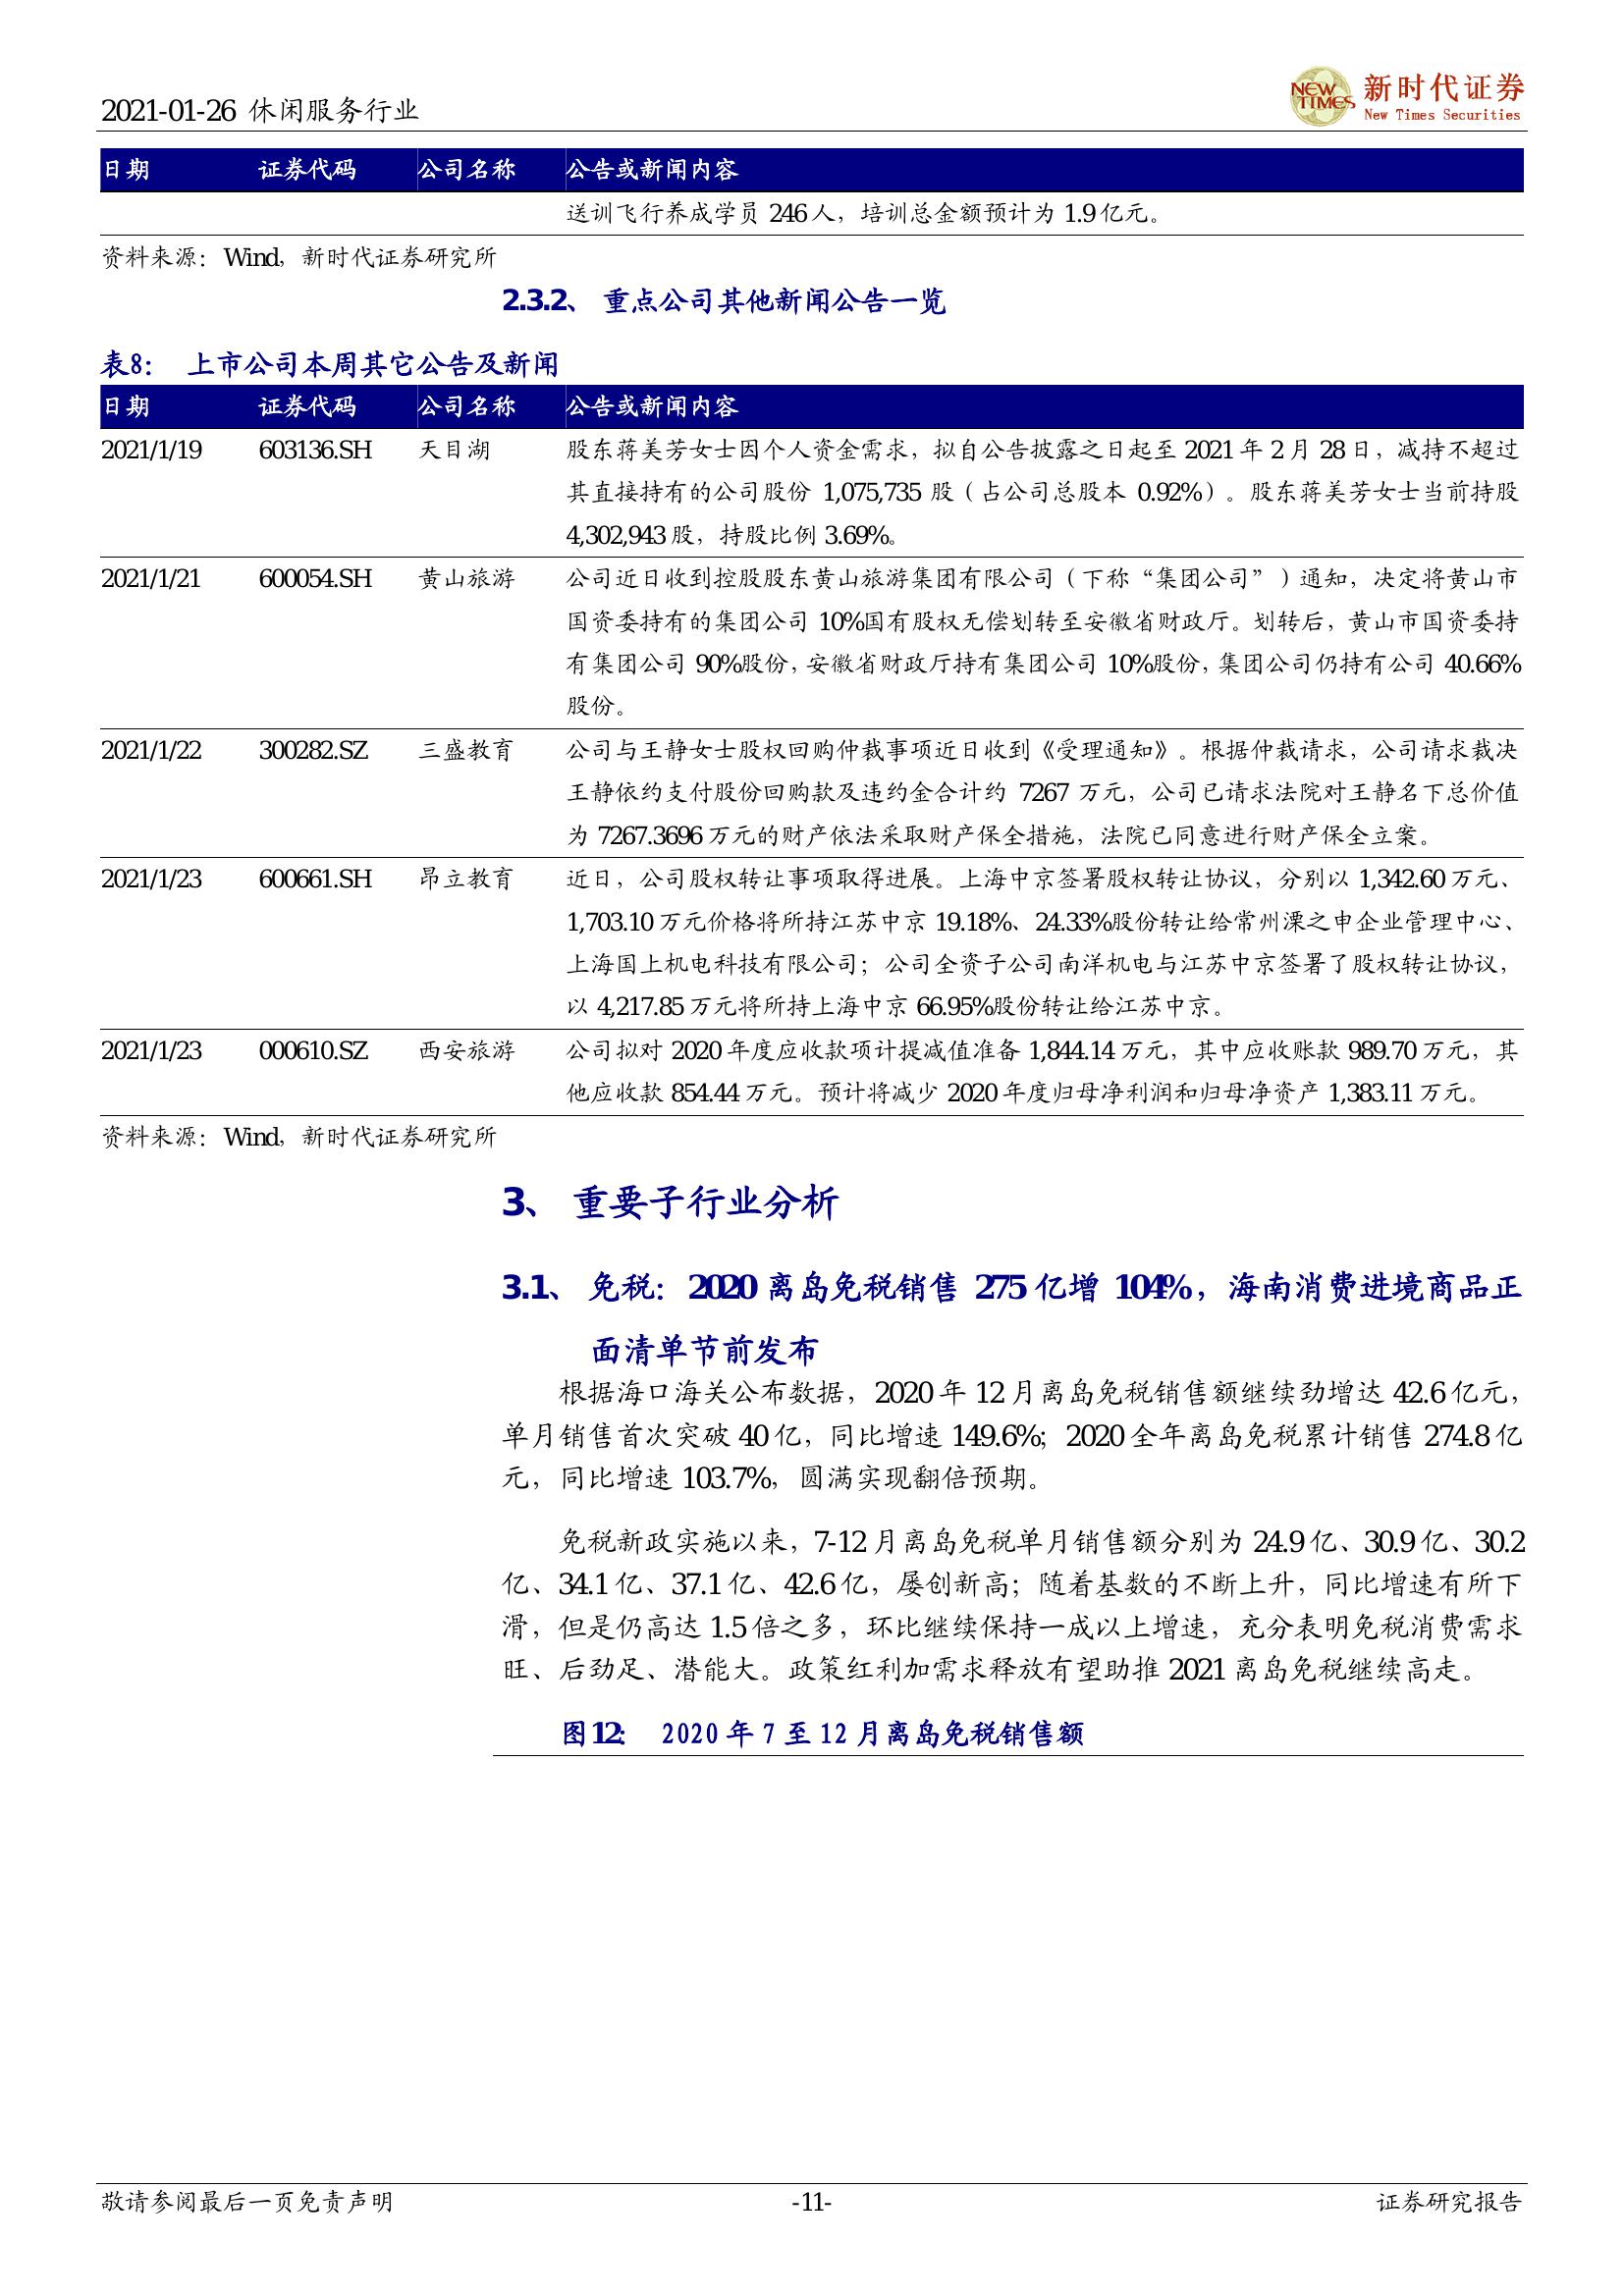 2021-01-26 休闲服务行业
NEW TIMES 新时代证券
New Times Securities
日期 证券代码 公司名称 公告或新闻内容
送训飞行养成学员 246 人，培训总金额预计为 1.9 亿元。
资料来源：Wind，新时代证券研究所
2.3.2、 重点公司其他新闻公告一览
表8： 上市公司本周其它公告及新闻
日期 证券代码 公司名称 公告或新闻内容
2021/1/19 603136.SH 天目湖 股东蒋美芳女士因个人资金需求，拟自公告披露之日起至 2021 年 2 月 28 日，减持不超过
其直接持有的公司股份 1,075,735 股（占公司总股本 0.92%）。股东蒋美芳女士当前持股
4,302,943 股，持股比例 3.69%。
2021/1/21 600054.SH 黄山旅游 公司近日收到控股股东黄山旅游集团有限公司（下称“集团公司”）通知，决定将黄山市
国资委持有的集团公司 10%国有股权无偿划转至安徽省财政厅。划转后，黄山市国资委持
有集团公司 90%股份，安徽省财政厅持有集团公司 10%股份，集团公司仍持有公司 40.66%
股份。
2021/1/22 300282.SZ 三盛教育 公司与王静女士股权回购仲裁事项近日收到《受理通知》。根据仲裁请求，公司请求裁决
王静依约支付股份回购款及违约金合计约 7267 万元，公司已请求法院对王静名下总价值
为 7267.3696 万元的财产依法采取财产保全措施，法院已同意进行财产保全立案。
2021/1/23 600661.SH 昂立教育 近日，公司股权转让事项取得进展。上海中京签署股权转让协议，分别以 1,342.60 万元、
1,703.10 万元价格将所持江苏中京 19.18%、24.33%股份转让给常州溧之申企业管理中心、
上海国上机电科技有限公司；公司全资子公司南洋机电与江苏中京签署了股权转让协议，
以 4,217.85 万元将所持上海中京 66.95%股份转让给江苏中京。
2021/1/23 000610.SZ 西安旅游 公司拟对 2020 年度应收款项计提减值准备 1,844.14 万元，其中应收账款 989.70 万元，其
他应收款 854.44 万元。预计将减少 2020 年度归母净利润和归母净资产 1,383.11 万元。
资料来源：Wind，新时代证券研究所
3、 重要子行业分析
3.1、 免税：2020 离岛免税销售 275 亿增 104%，海南消费进境商品正
面清单节前发布
根据海口海关公布数据，2020 年 12 月离岛免税销售额继续劲增达 42.6 亿元，
单月销售首次突破 40 亿，同比增速 149.6%；2020 全年离岛免税累计销售 274.8 亿
元，同比增速 103.7%，圆满实现翻倍预期。
免税新政实施以来，7-12 月离岛免税单月销售额分别为 24.9 亿、30.9 亿、30.2
亿、34.1 亿、37.1 亿、42.6 亿，屡创新高；随着基数的不断上升，同比增速有所下
滑，但是仍高达 1.5 倍之多，环比继续保持一成以上增速，充分表明免税消费需求
旺、后劲足、潜能大。政策红利加需求释放有望助推 2021 离岛免税继续高走。
图12： 2020 年 7 至 12 月离岛免税销售额
敬请参阅最后一页免责声明 -11- 证券研究报告